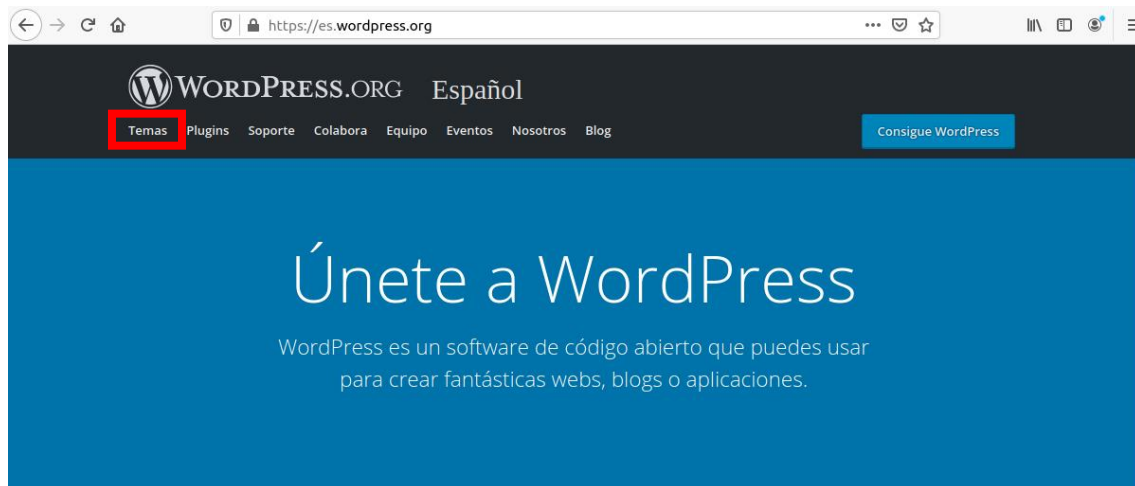 https://es.wordpress.org
WORDPRESS.ORG Español
Temas Plugins Soporte Colabora Equipo Eventos Nosotros Blog
Consigue WordPress
Únete a WordPress
WordPress es un software de código abierto que puedes usar
para crear fantásticas webs, blogs o aplicaciones.